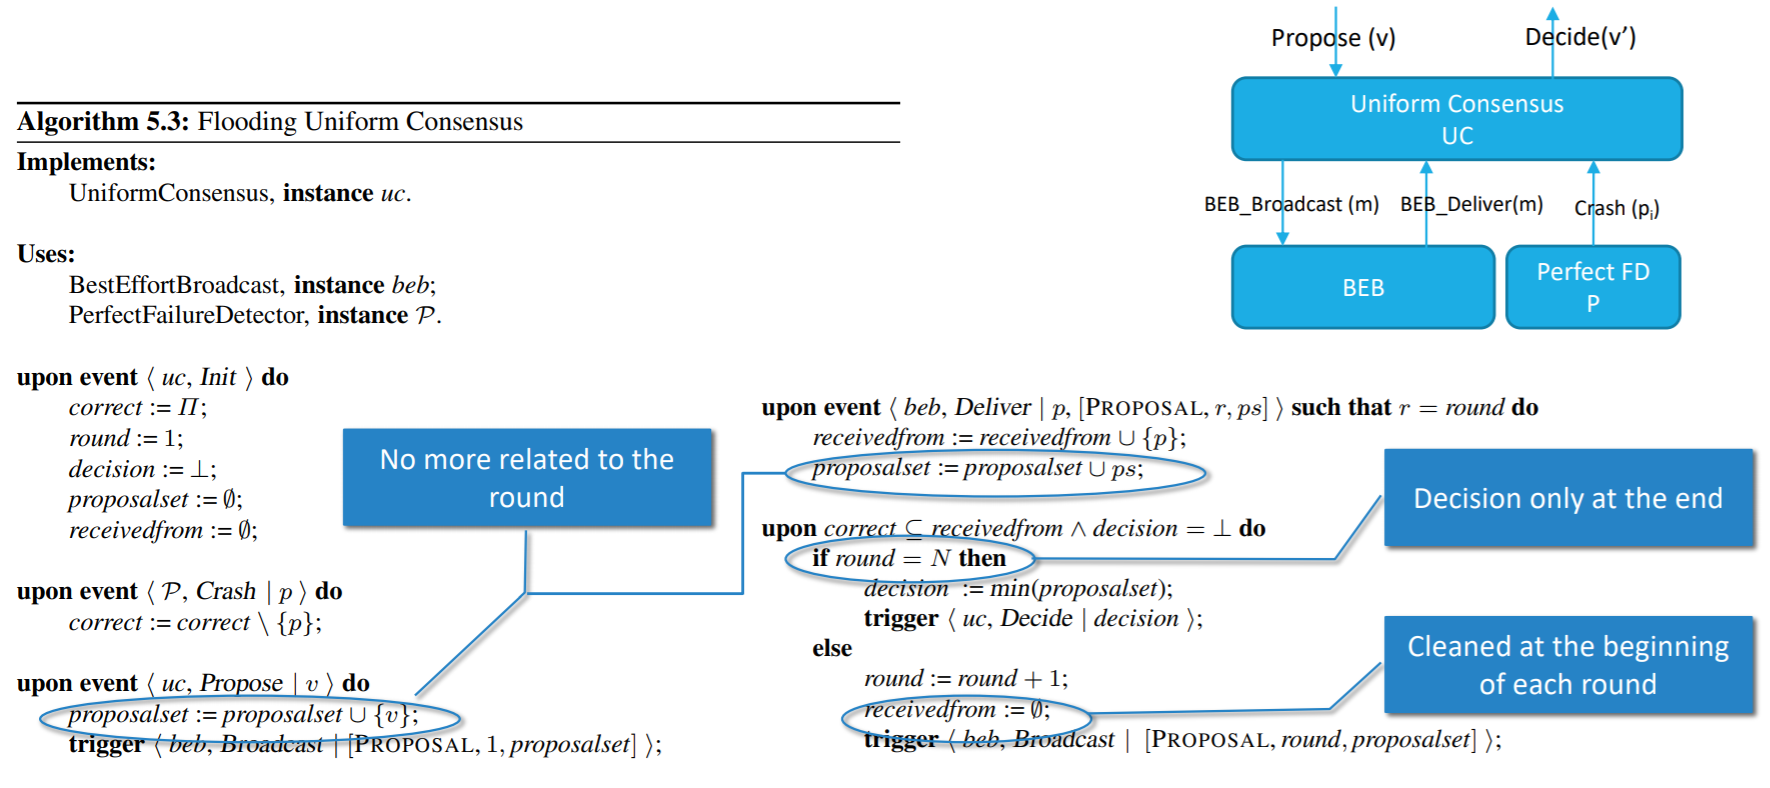 Propose (v)
Decide(v’)
Uniform Consensus
UC
BEB_Broadcast (m)
BEB_Deliver(m)
Crash (pᵢ)
BEB
Perfect FD
P
Algorithm 5.3: Flooding Uniform Consensus
Implements:
UniformConsensus, instance uc.
Uses:
BestEffortBroadcast, instance beb;
PerfectFailureDetector, instance 𝒫.
upon event ⟨ uc, Init ⟩ do
correct := Π;
round := 1;
decision := ⊥;
proposalset := ∅;
receivedfrom := ∅;
upon event ⟨ 𝒫, Crash | p ⟩ do
correct := correct \ {p};
upon event ⟨ uc, Propose | v ⟩ do
proposalset := proposalset ∪ {v};
trigger ⟨ beb, Broadcast | [PROPOSAL, 1, proposalset] ⟩;
No more related to the
round
upon event ⟨ beb, Deliver | p, [PROPOSAL, r, ps] ⟩ such that r = round do
receivedfrom := receivedfrom ∪ {p};
proposalset := proposalset ∪ ps;
upon correct ⊆ receivedfrom ∧ decision = ⊥ do
if round = N then
decision := min(proposalset);
trigger ⟨ uc, Decide | decision ⟩;
else
round := round + 1;
receivedfrom := ∅;
trigger ⟨ beb, Broadcast | [PROPOSAL, round, proposalset] ⟩;
Decision only at the end
Cleaned at the beginning
of each round